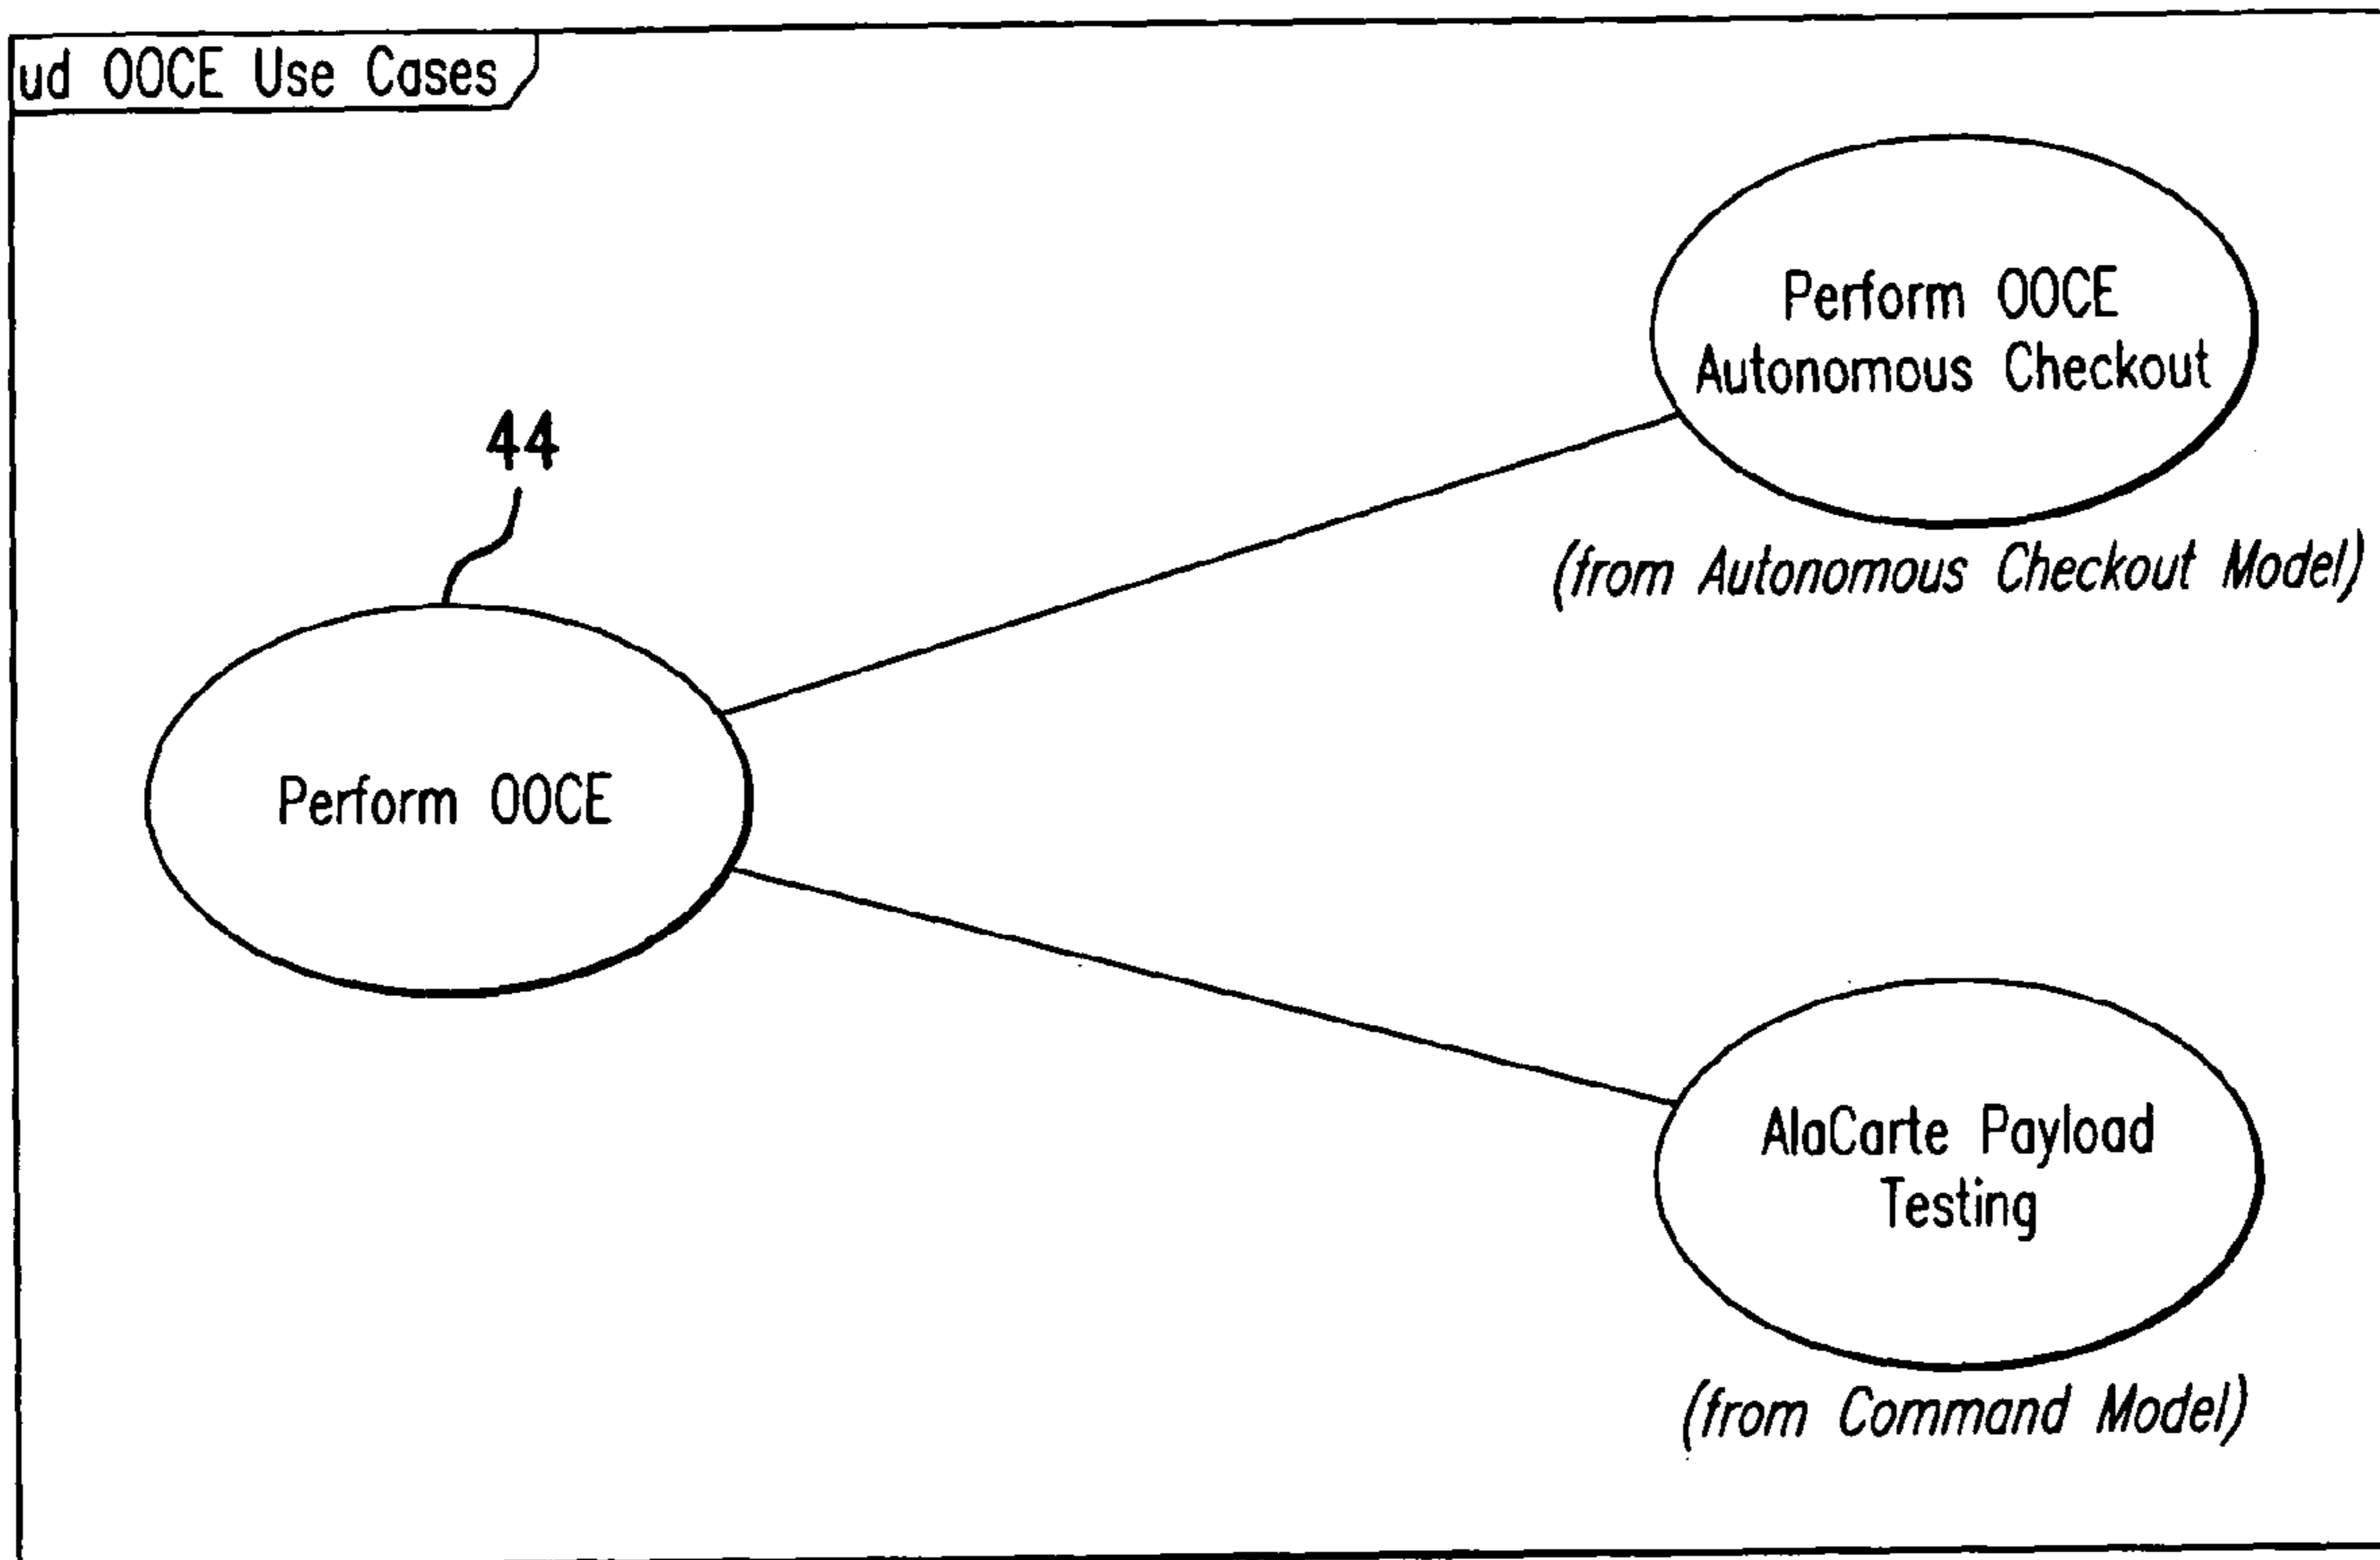 ud OOCE Use Cases
Perform OOCE
Autonomous Checkout
(from Autonomous Checkout Model)
44
Perform OOCE
AlaCarte Payload
Testing
(from Command Model)